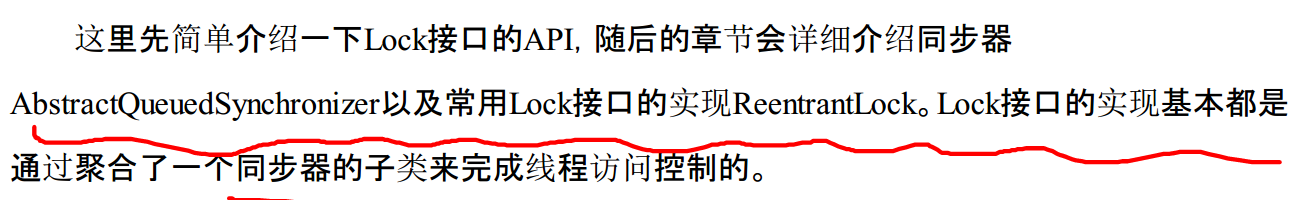 这里先简单介绍一下Lock接口的API，随后的章节会详细介绍同步器
AbstractQueuedSynchronizer以及常用Lock接口的实现ReentrantLock。Lock接口的实现基本都是
通过聚合了一个同步器的子类来完成线程访问控制的。